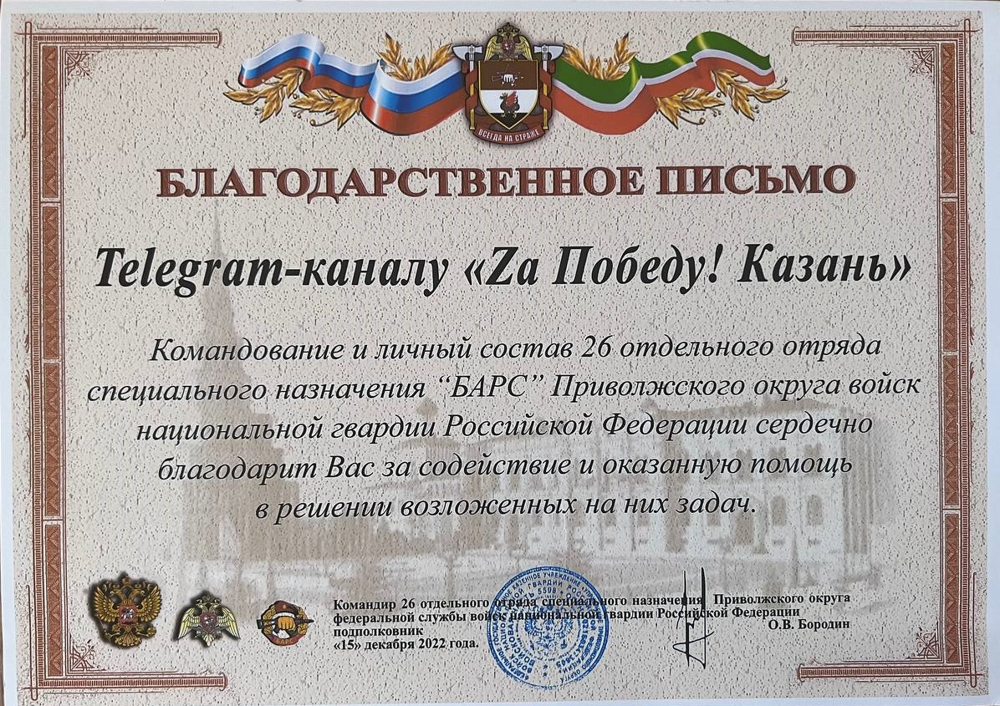 ВСЕГДА НА СТРАЖЕ
БЛАГОДАРСТВЕННОЕ ПИСЬМО
Telegram-каналу «Zа Победу! Казань»
Командование и личный состав 26 отдельного отряда
специального назначения “БАРС” Приволжского округа войск
национальной гвардии Российской Федерации сердечно
благодарит Вас за содействие и оказанную помощь
в решении возложенных на них задач.
БАРС
Командир 26 отдельного отряда специального назначения Приволжского округа
федеральной службы войск национальной гвардии Российской Федерации
подполковник
О.В. Бородин
«15» декабря 2022 года.